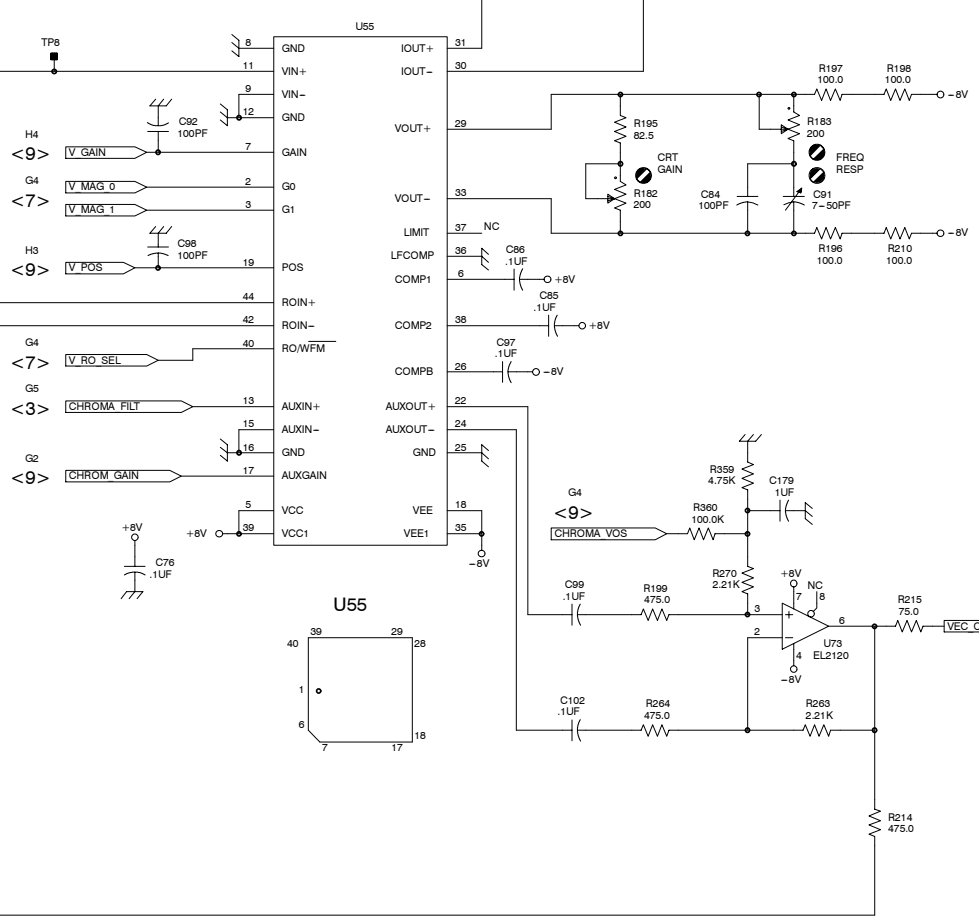 U55
TP8
8 GND
IOUT+ 31
11 VIN+
IOUT− 30
9 VIN−
12 GND
VOUT+ 29
C92
100PF
H4
<9>
V_GAIN
7 GAIN
G4
<7>
V_MAG_0
2 G0
V_MAG_1
3 G1
VOUT− 33
LIMIT 37 NC
LFCOMP 36
C98
100PF
H3
<9>
V_POS
19 POS
COMP1 6
C86
.1UF
+8V
44 ROIN+
42 ROIN−
COMP2 38
C85
.1UF
+8V
G4
<7>
V_RO_SEL
40 RO/WFM
COMPB 26
C97
.1UF
−8V
G5
<3>
CHROMA_FILT
13 AUXIN+
AUXOUT+ 22
15 AUXIN−
AUXOUT− 24
16 GND
GND 25
G2
<9>
CHROM_GAIN
17 AUXGAIN
5 VCC
VEE 18
+8V
39 VCC1
VEE1 35
−8V
+8V
C76
.1UF
R195
82.5
CRT
GAIN
R182
200
R197
100.0
R198
100.0
−8V
R183
200
FREQ
RESP
C84
100PF
C91
7−50PF
R196
100.0
R210
100.0
−8V
R359
4.75K
C179
1UF
G4
<9>
CHROMA_VOS
R360
100.0K
R270
2.21K
+8V
NC
7
8
C99
.1UF
R199
475.0
3
+
2
−
6
4
U73
EL2120
−8V
R215
75.0
VEC_
C102
.1UF
R264
475.0
R263
2.21K
R214
475.0
U55
39
29
40
28
1
6
18
7
17